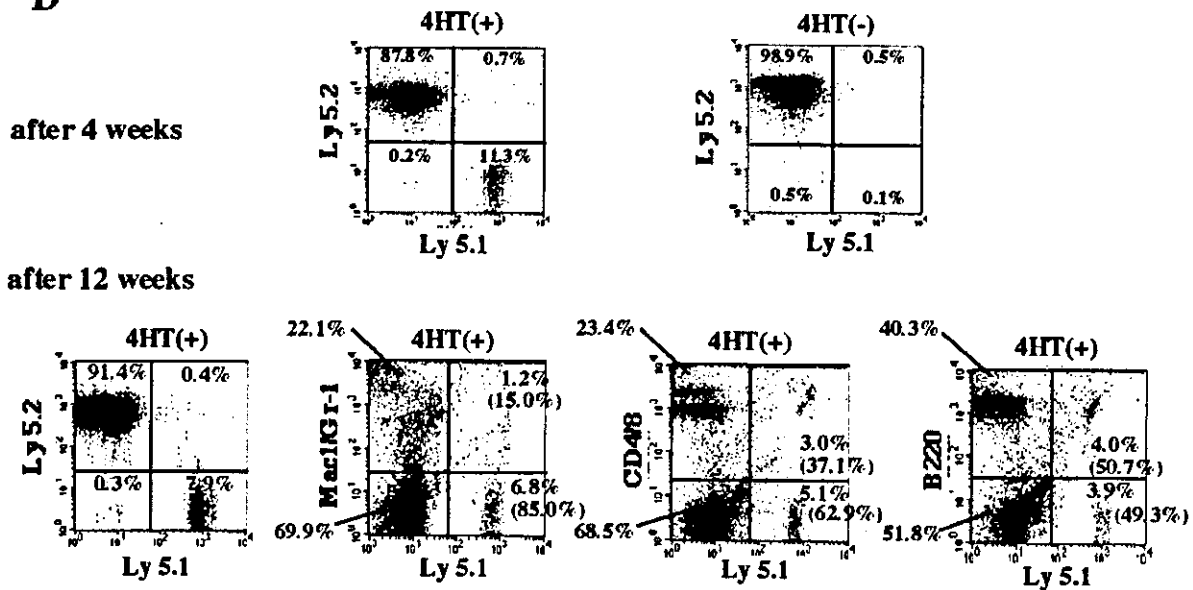 D
4HT(+) 4HT(-)
87.8% 0.7% 98.9% 0.5%
after 4 weeks
Ly 5.2 Ly 5.2
0.2% 11.3% 0.5% 0.1%
Ly 5.1 Ly 5.1
after 12 weeks
22.1% 23.4% 40.3%
4HT(+) 4HT(+) 4HT(+) 4HT(+)
91.4% 0.4%
Ly 5.2
0.3% 7.9%
Ly 5.1
1.2%
(15.0%)
Mac1/Gr-1
6.8%
(85.0%)
69.9%
Ly 5.1
3.0%
(37.1%)
CD4/8
5.1%
(62.9%)
68.5%
Ly 5.1
4.0%
(50.7%)
B220
3.9%
(49.3%)
51.8%
Ly 5.1